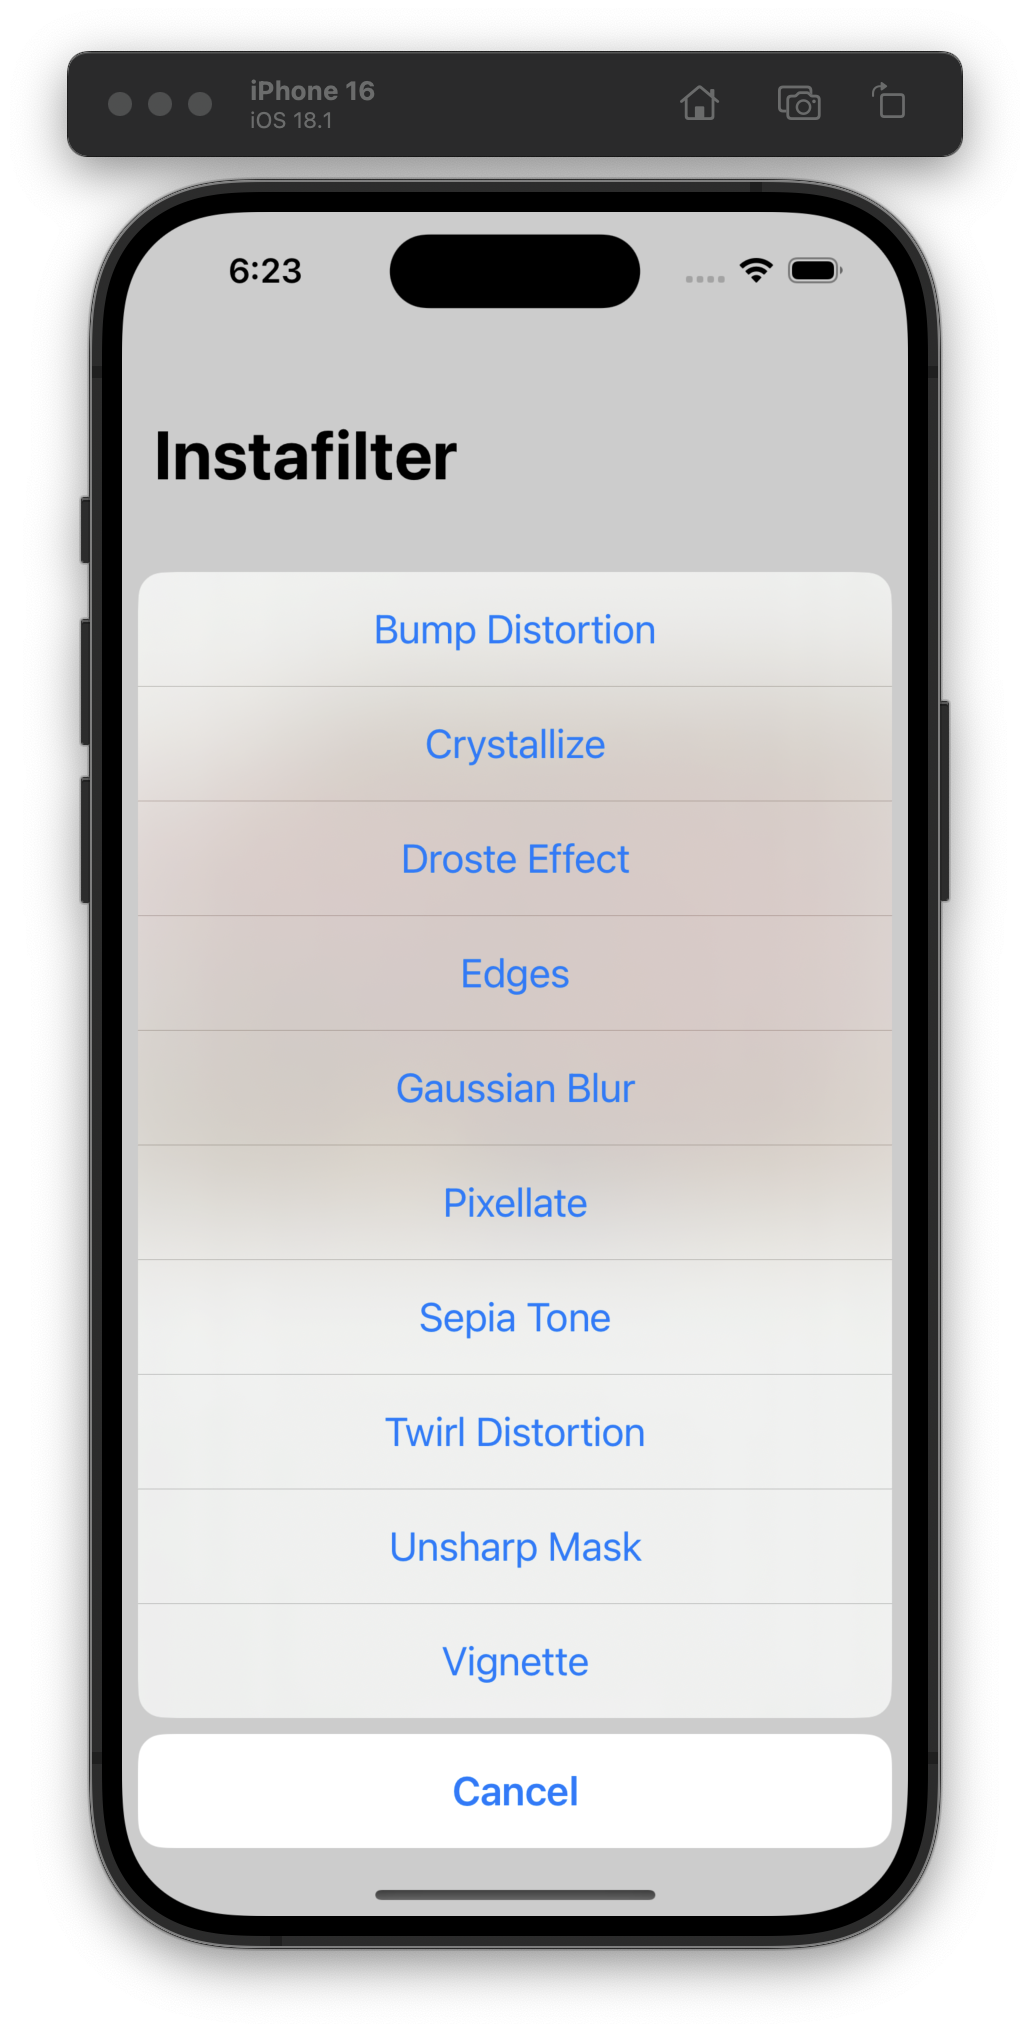 iPhone 16
iOS 18.1
6:23
Instafilter
Bump Distortion
Crystallize
Droste Effect
Edges
Gaussian Blur
Pixellate
Sepia Tone
Twirl Distortion
Unsharp Mask
Vignette
Cancel